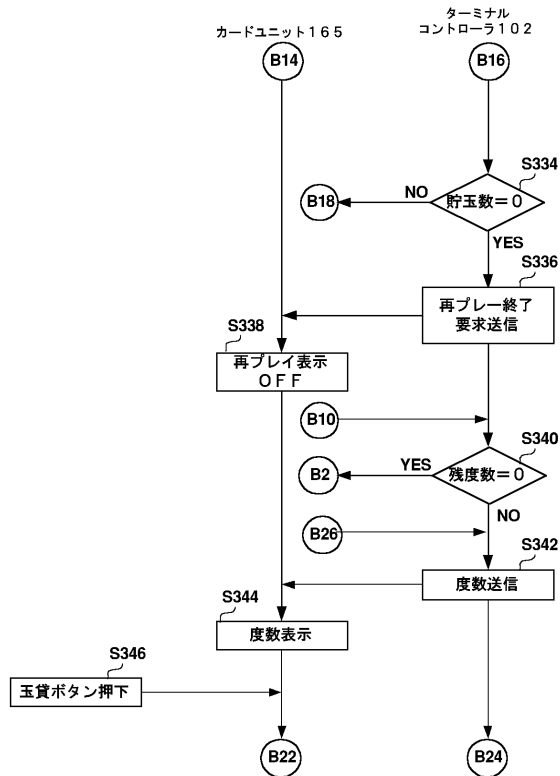 カードユニット１６５
ターミナル
コントローラ１０２
B14
B16
S334
貯玉数＝０
NO
B18
YES
S336
再プレー終了
要求送信
S338
再プレイ表示
ＯＦＦ
B10
S340
残度数＝０
YES
B2
NO
B26
S342
度数送信
S344
度数表示
S346
玉貸ボタン押下
B22
B24